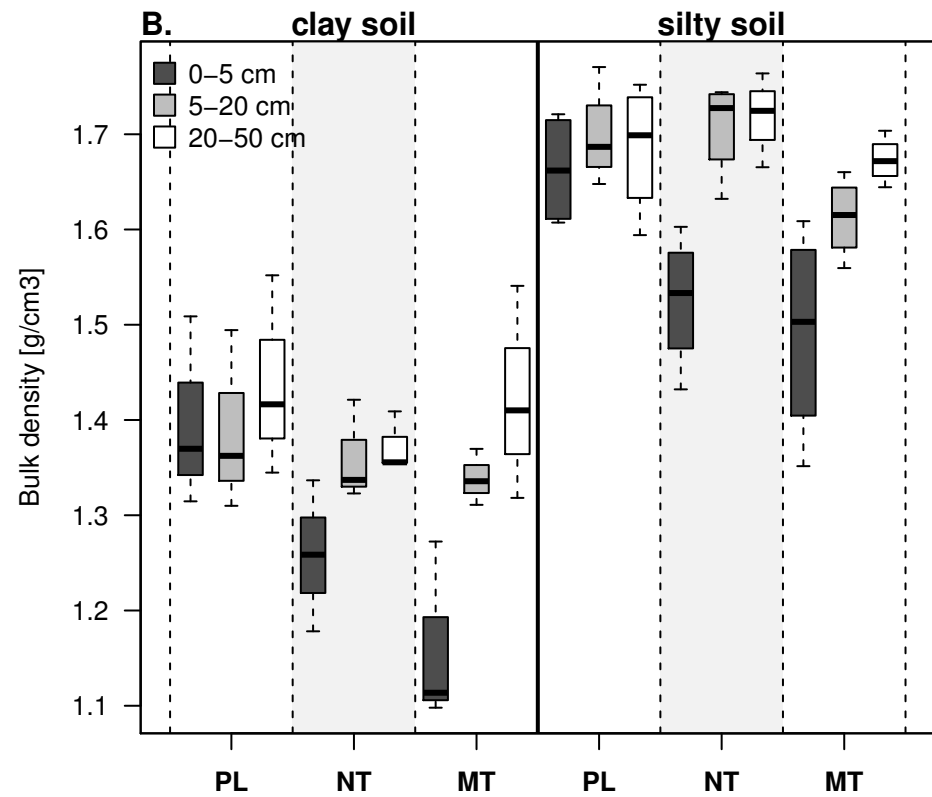 B. clay soil silty soil
0–5 cm
5–20 cm
20–50 cm
Bulk density [g/cm3]
1.7
1.6
1.5
1.4
1.3
1.2
1.1
PL NT MT PL NT MT